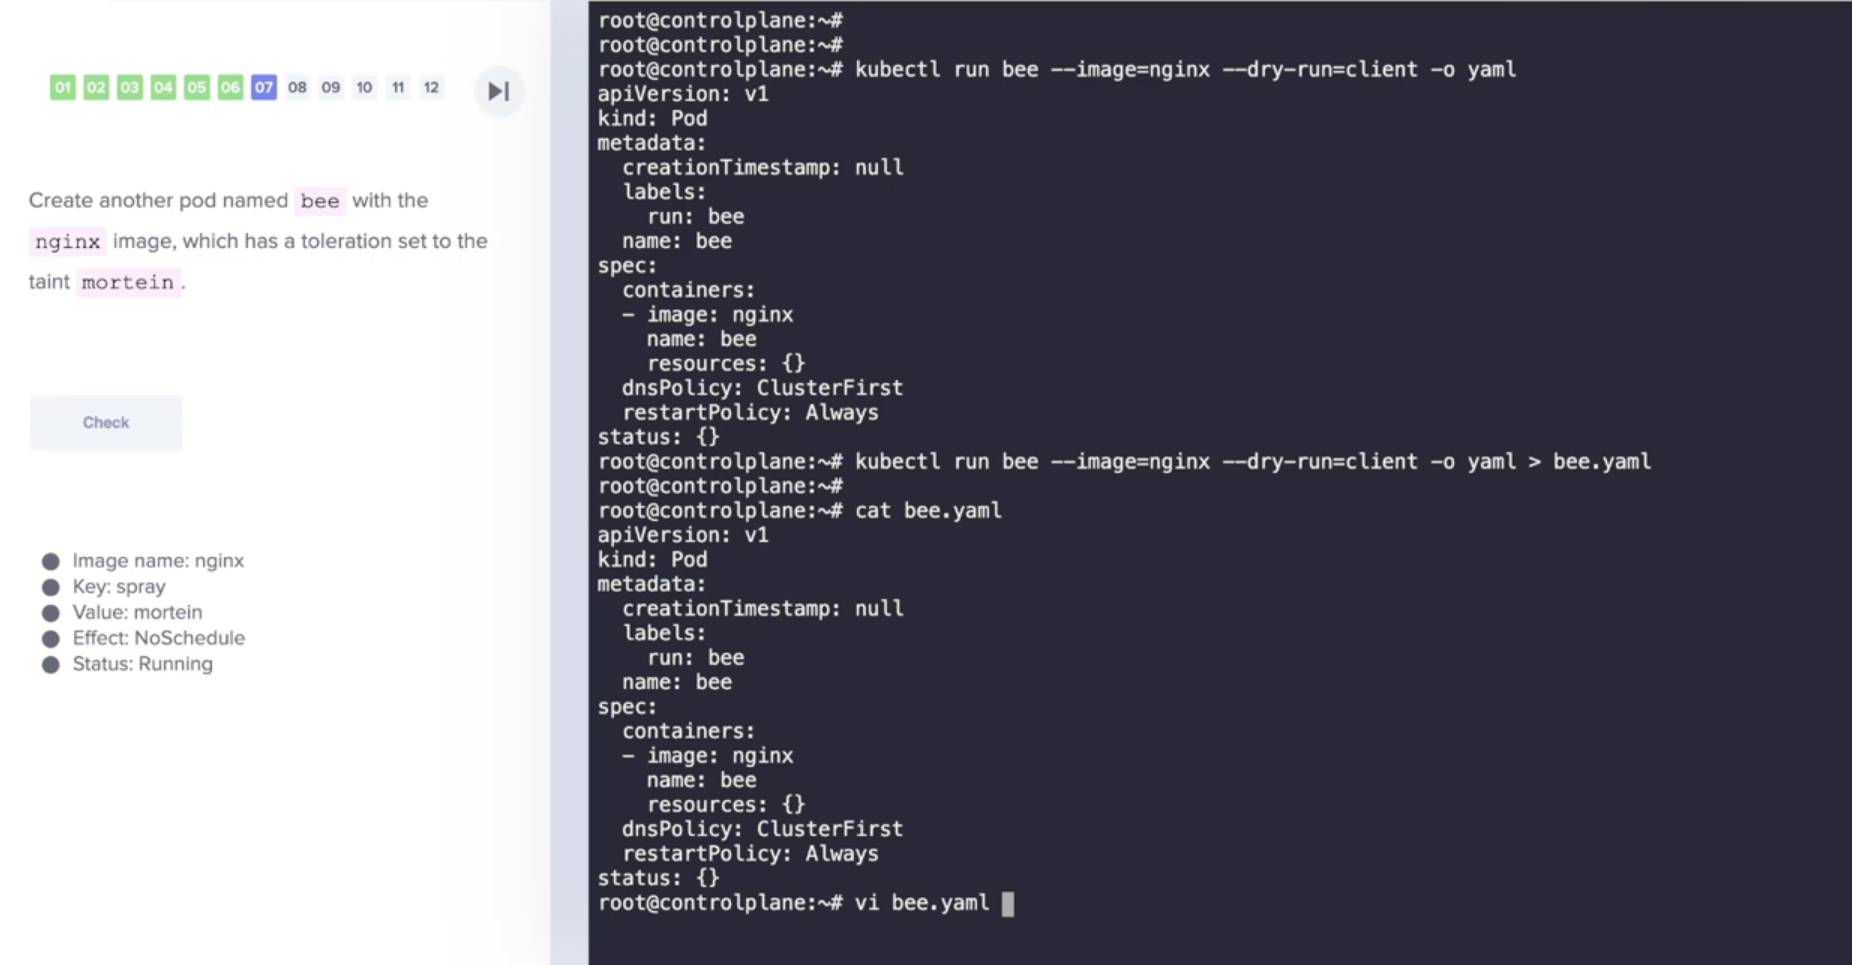 01 02 03 04 05 06 07 08 09 10 11 12
Create another pod named bee with the
nginx image, which has a toleration set to the
taint mortein .
Check
Image name: nginx
Key: spray
Value: mortein
Effect: NoSchedule
Status: Running
root@controlplane:~#
root@controlplane:~#
root@controlplane:~# kubectl run bee --image=nginx --dry-run=client -o yaml
apiVersion: v1
kind: Pod
metadata:
  creationTimestamp: null
  labels:
    run: bee
  name: bee
spec:
  containers:
  - image: nginx
    name: bee
    resources: {}
  dnsPolicy: ClusterFirst
  restartPolicy: Always
status: {}
root@controlplane:~# kubectl run bee --image=nginx --dry-run=client -o yaml > bee.yaml
root@controlplane:~#
root@controlplane:~# cat bee.yaml
apiVersion: v1
kind: Pod
metadata:
  creationTimestamp: null
  labels:
    run: bee
  name: bee
spec:
  containers:
  - image: nginx
    name: bee
    resources: {}
  dnsPolicy: ClusterFirst
  restartPolicy: Always
status: {}
root@controlplane:~# vi bee.yaml